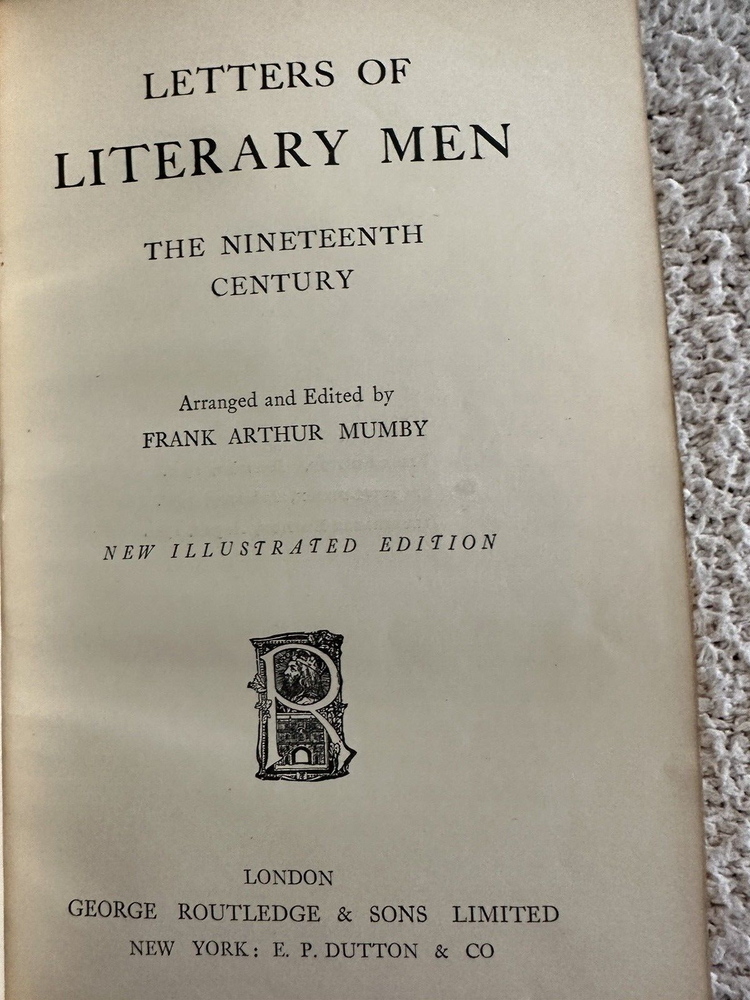 LETTERS OF
LITERARY MEN
THE NINETEENTH
CENTURY
Arranged and Edited by
FRANK ARTHUR MUMBY
NEW ILLUSTRATED EDITION
R
LONDON
GEORGE ROUTLEDGE & SONS LIMITED
NEW YORK: E. P. DUTTON & CO